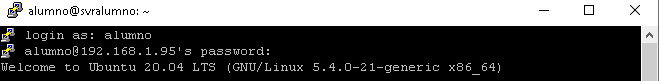 alumno@svralumno: ~
login as: alumno
alumno@192.168.1.95's password:
Welcome to Ubuntu 20.04 LTS (GNU/Linux 5.4.0-21-generic x86_64)